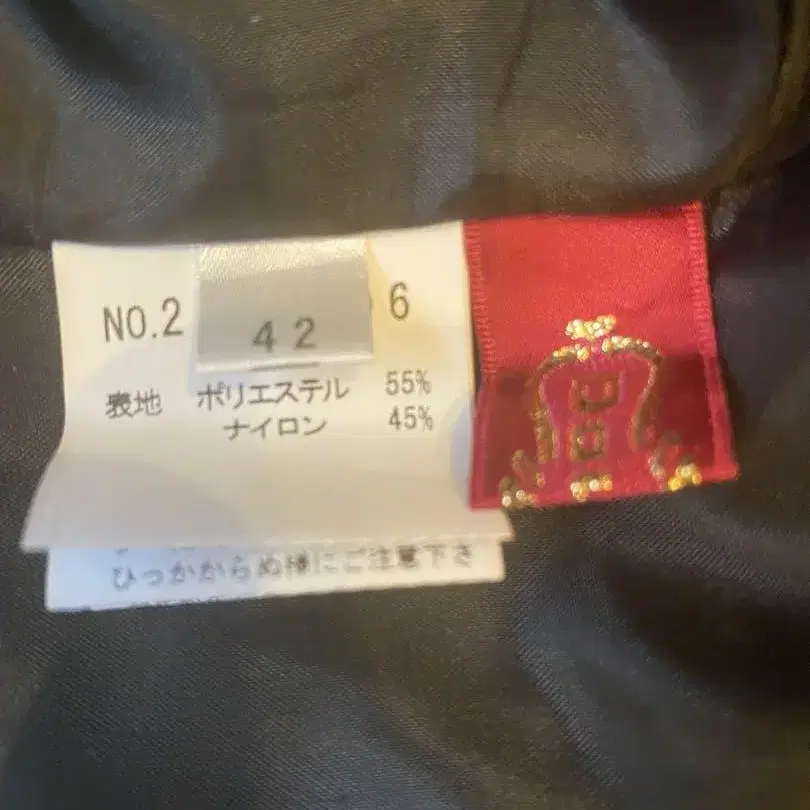 NO.2
6
42
表地 ポリエステル 55%
ナイロン 45%
ひっかからぬ様にご注意下さ